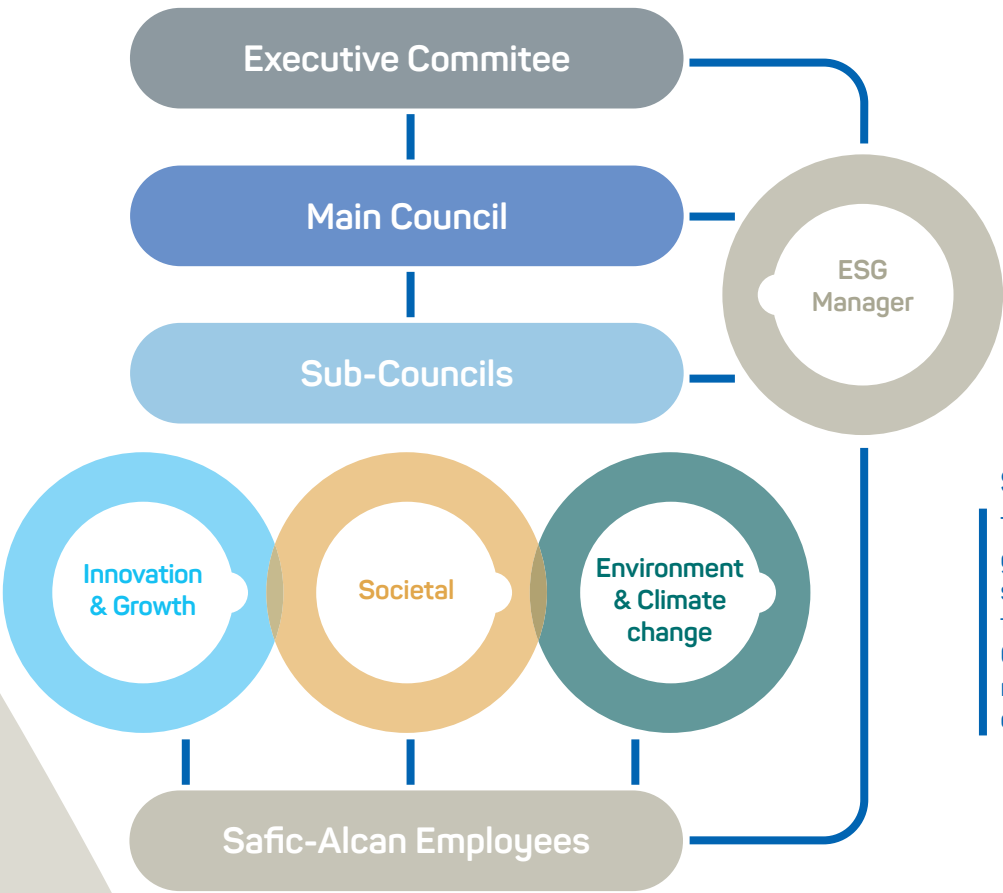 Executive Commitee
Main Council
ESG
Manager
Sub-Councils
Innovation
& Growth
Societal
Environment
& Climate
change
Safic-Alcan Employees